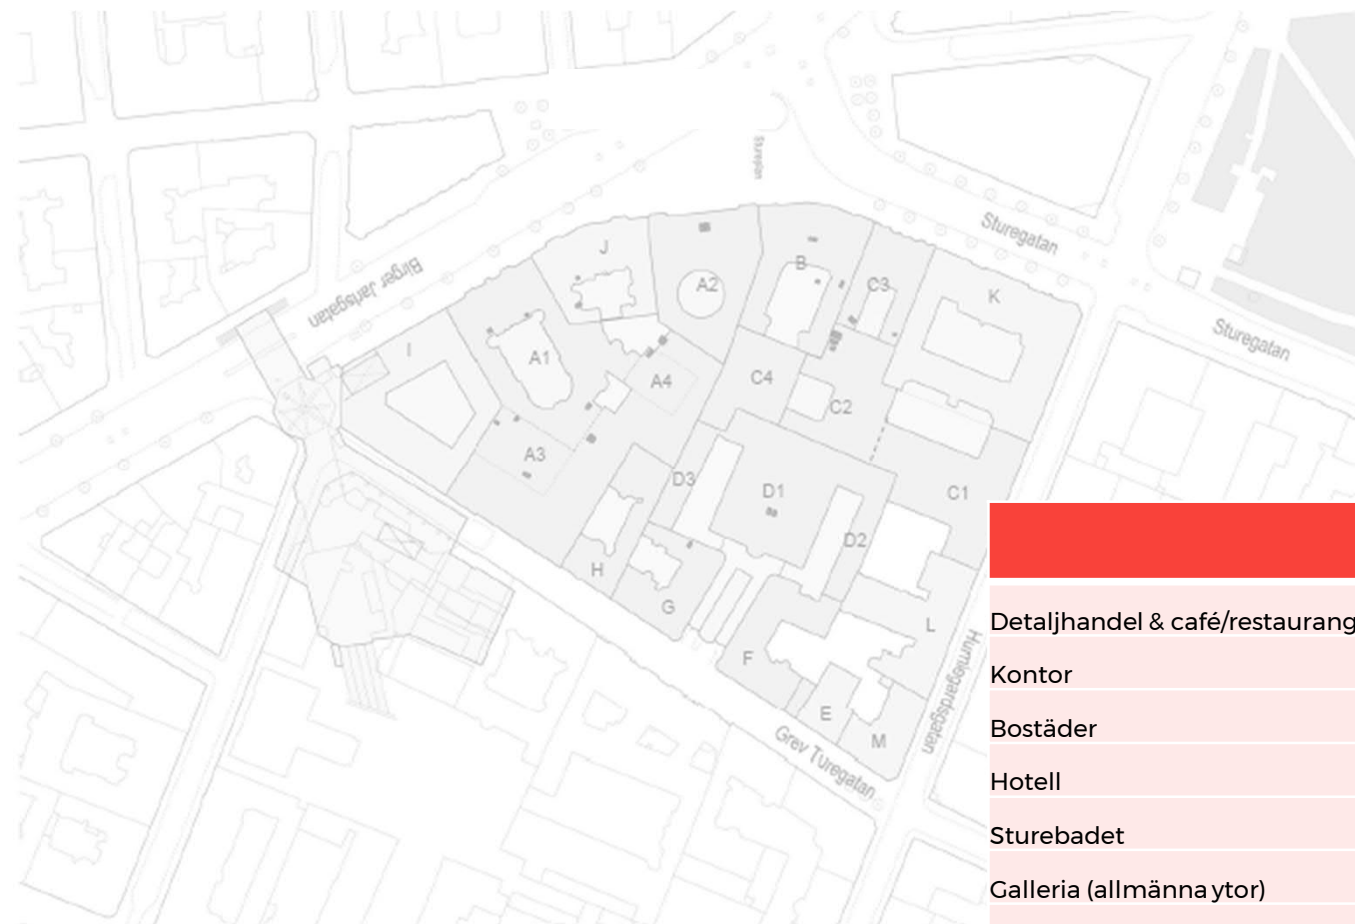 Stureplan
Sturegatan
Birger Jarlsgatan
Sturegatan
J
A2
B
C3
K
I
A1
A4
C4
C2
A3
D3
D1
C1
D2
H
G
L
F
E
M
Humlegårdsgatan
Grev Turegatan
Detaljhandel & café/restaurang
Kontor
Bostäder
Hotell
Sturebadet
Galleria (allmänna ytor)